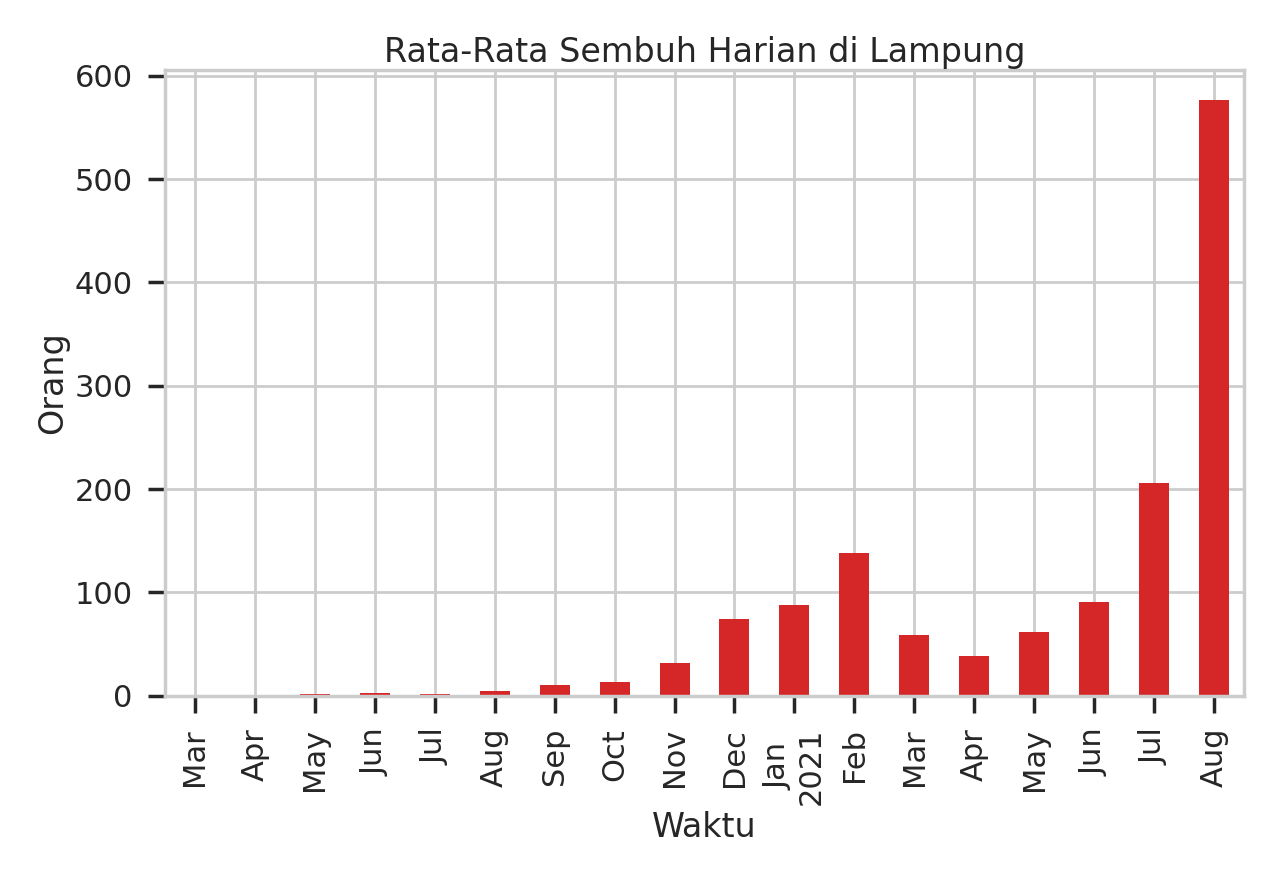 Rata-Rata Sembuh Harian di Lampung
600
500
400
300
200
100
0
Orang
Mar
Apr
May
Jun
Jul
Aug
Sep
Oct
Nov
Dec
Jan
2021
Feb
Mar
Apr
May
Jun
Jul
Aug
Waktu